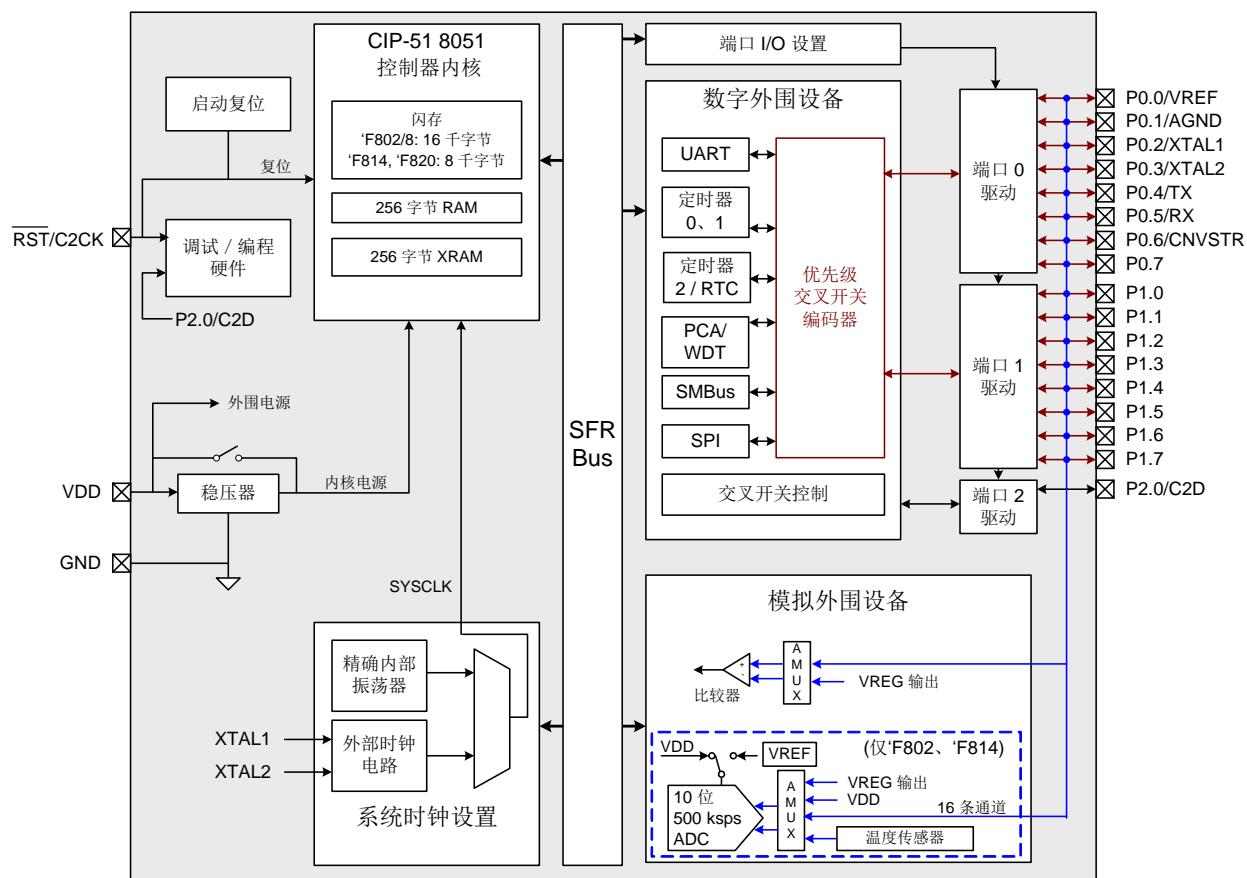 CIP-51 8051
控制器内核
闪存
‘F802/8: 16 千字节
‘F814, ‘F820: 8 千字节
256 字节 RAM
256 字节 XRAM
启动复位
复位
RST/C2CK
调试 / 编程
硬件
P2.0/C2D
外围电源
VDD
稳压器
内核电源
GND
SYSCLK
精确内部
振荡器
外部时钟
电路
XTAL1
XTAL2
系统时钟设置
SFR
Bus
端口 I/O 设置
数字外围设备
UART
定时器
0、1
定时器
2 / RTC
PCA/
WDT
SMBus
SPI
优先级
交叉开关
编码器
交叉开关控制
端口 0
驱动
端口 1
驱动
端口 2
驱动
P0.0/VREF
P0.1/AGND
P0.2/XTAL1
P0.3/XTAL2
P0.4/TX
P0.5/RX
P0.6/CNVSTR
P0.7
P1.0
P1.1
P1.2
P1.3
P1.4
P1.5
P1.6
P1.7
P2.0/C2D
模拟外围设备
+
-
比较器
AMUX
VREG 输出
(仅‘F802、‘F814)
VDD
VREF
10 位
500 ksps
ADC
AMUX
VREG 输出
VDD
16 条通道
温度传感器